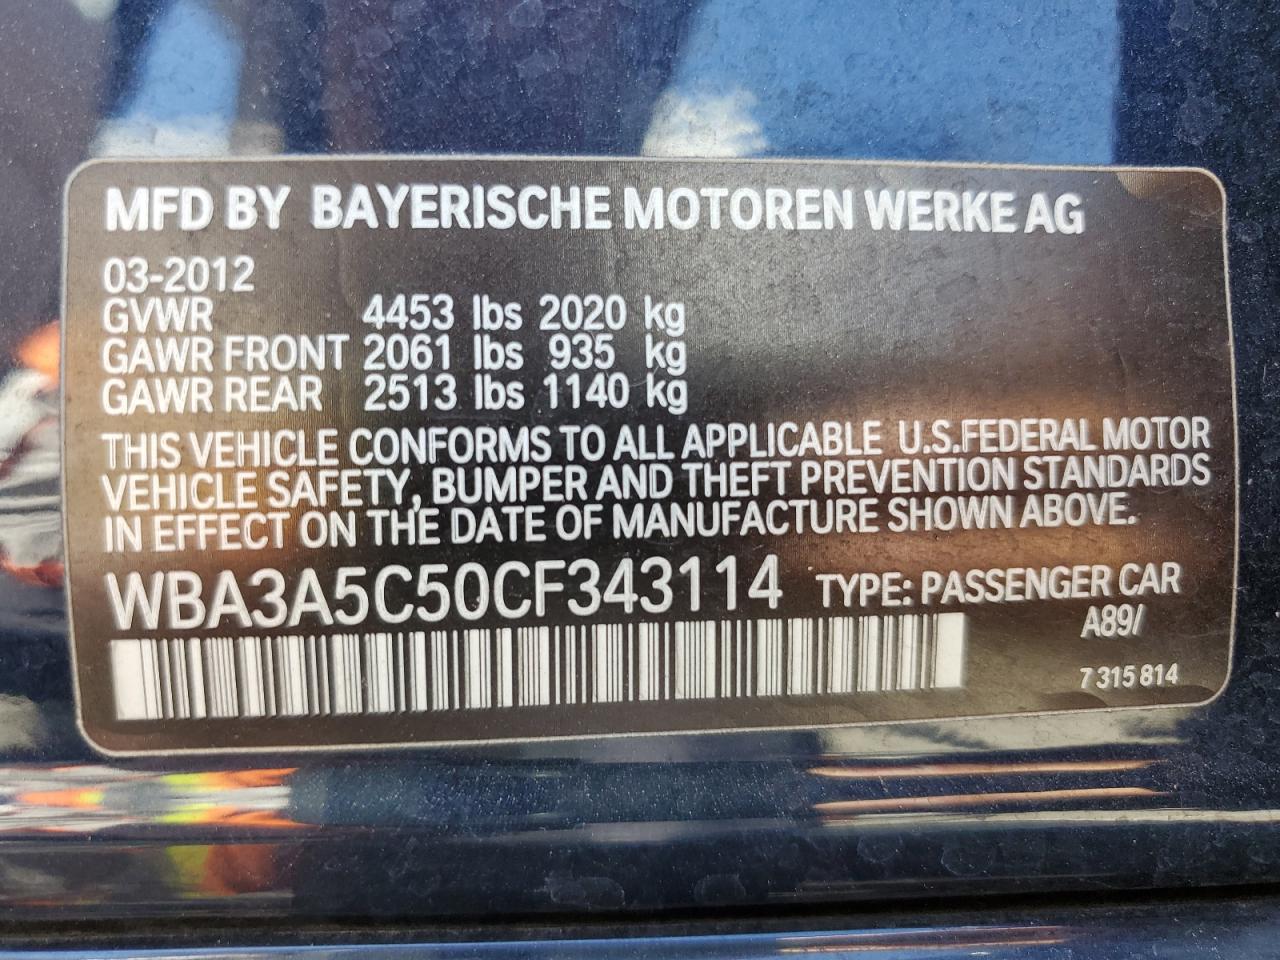 MFD BY BAYERISCHE MOTOREN WERKE AG
03-2012
GVWR 4453 lbs 2020 kg
GAWR FRONT 2061 lbs 935 kg
GAWR REAR 2513 lbs 1140 kg
THIS VEHICLE CONFORMS TO ALL APPLICABLE U.S.FEDERAL MOTOR
VEHICLE SAFETY, BUMPER AND THEFT PREVENTION STANDARDS
IN EFFECT ON THE DATE OF MANUFACTURE SHOWN ABOVE.
WBA3A5C50CF343114 TYPE: PASSENGER CAR
A89/
7 315 814